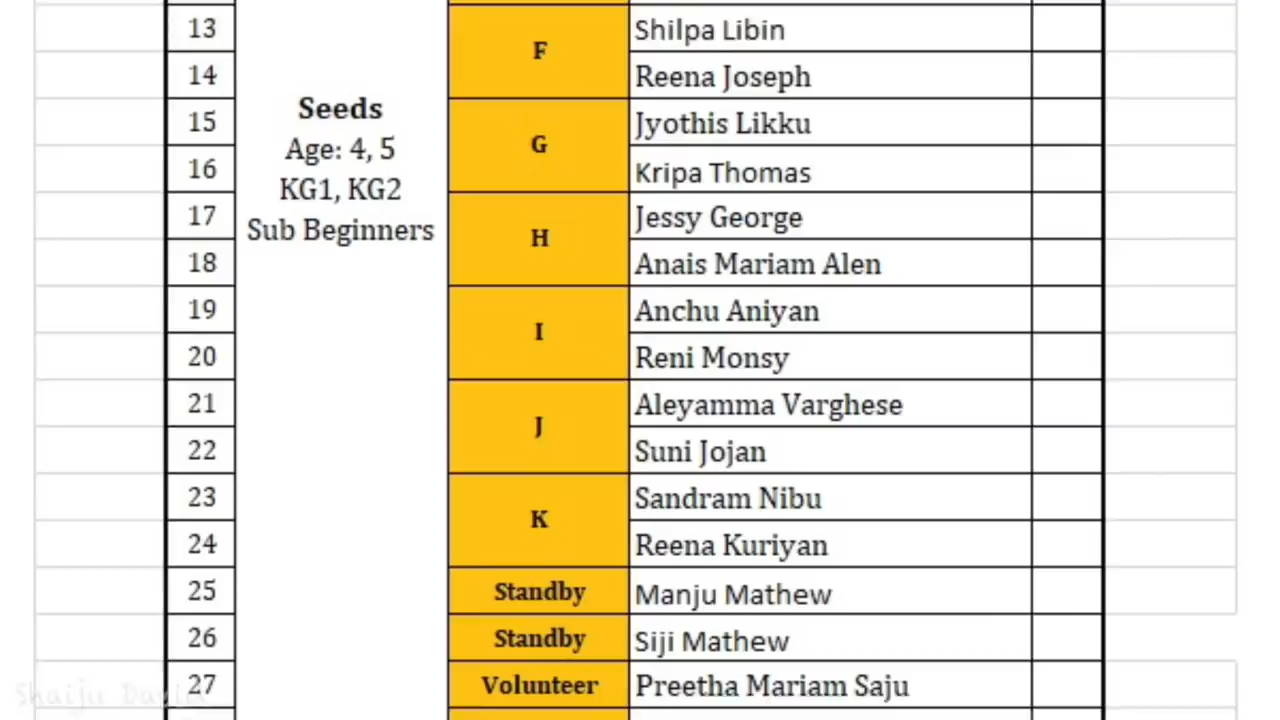 13 F Shilpa Libin
14 Reena Joseph
Seeds
Age: 4, 5
KG1, KG2
Sub Beginners
15 G Jyothis Likku
16 Kripa Thomas
17 H Jessy George
18 Anais Mariam Alen
19 I Anchu Aniyan
20 Reni Monsy
21 J Aleyamma Varghese
22 Suni Jojan
23 K Sandram Nibu
24 Reena Kuriyan
25 Standby Manju Mathew
26 Standby Siji Mathew
27 Volunteer Preetha Mariam Saju
Shaiju